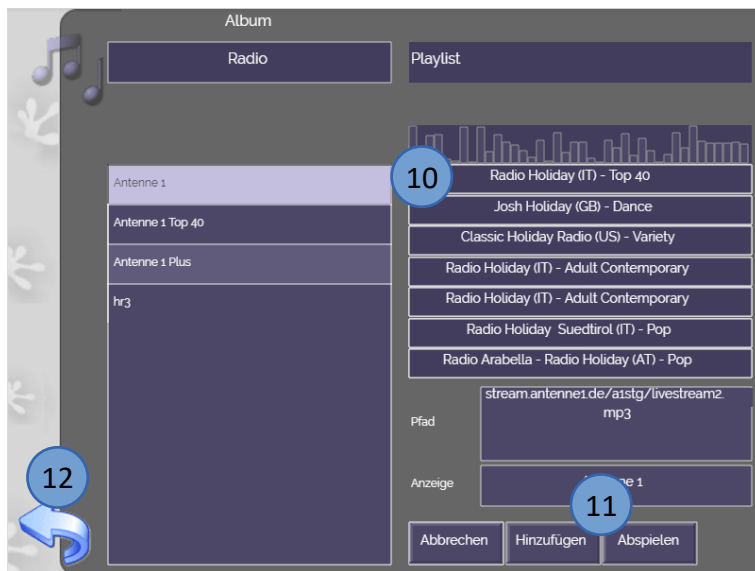 Album
Radio
Playlist
Antenne 1
Antenne 1 Top 40
Antenne 1 Plus
hr3
10
Radio Holiday (IT) - Top 40
Josh Holiday (GB) - Dance
Classic Holiday Radio (US) - Variety
Radio Holiday (IT) - Adult Contemporary
Radio Holiday (IT) - Adult Contemporary
Radio Holiday Suedtirol (IT) - Pop
Radio Arabella - Radio Holiday (AT) - Pop
Pfad
stream.antenne1.de/a1stg/livestream2.
mp3
Anzeige
ne 1
11
12
Abbrechen
Hinzufügen
Abspielen